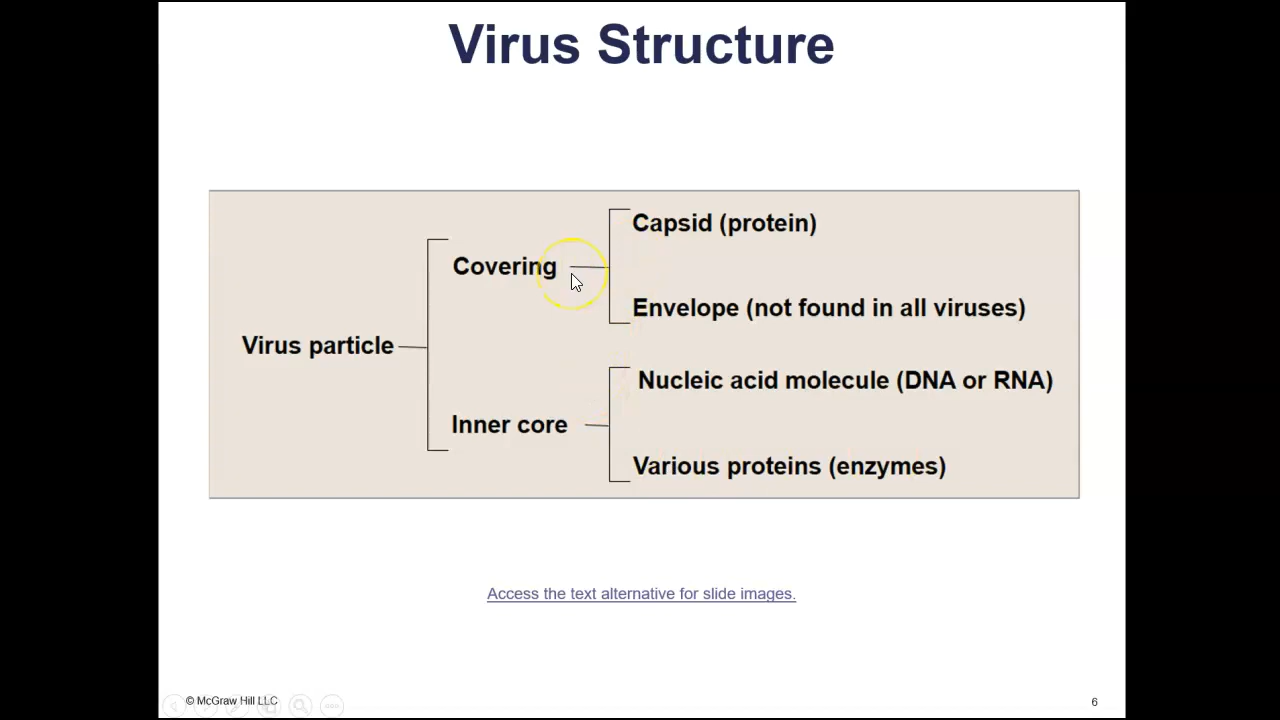 Virus Structure
Capsid (protein)
Covering
Envelope (not found in all viruses)
Virus particle
Nucleic acid molecule (DNA or RNA)
Inner core
Various proteins (enzymes)
Access the text alternative for slide images.
© McGraw Hill LLC
6